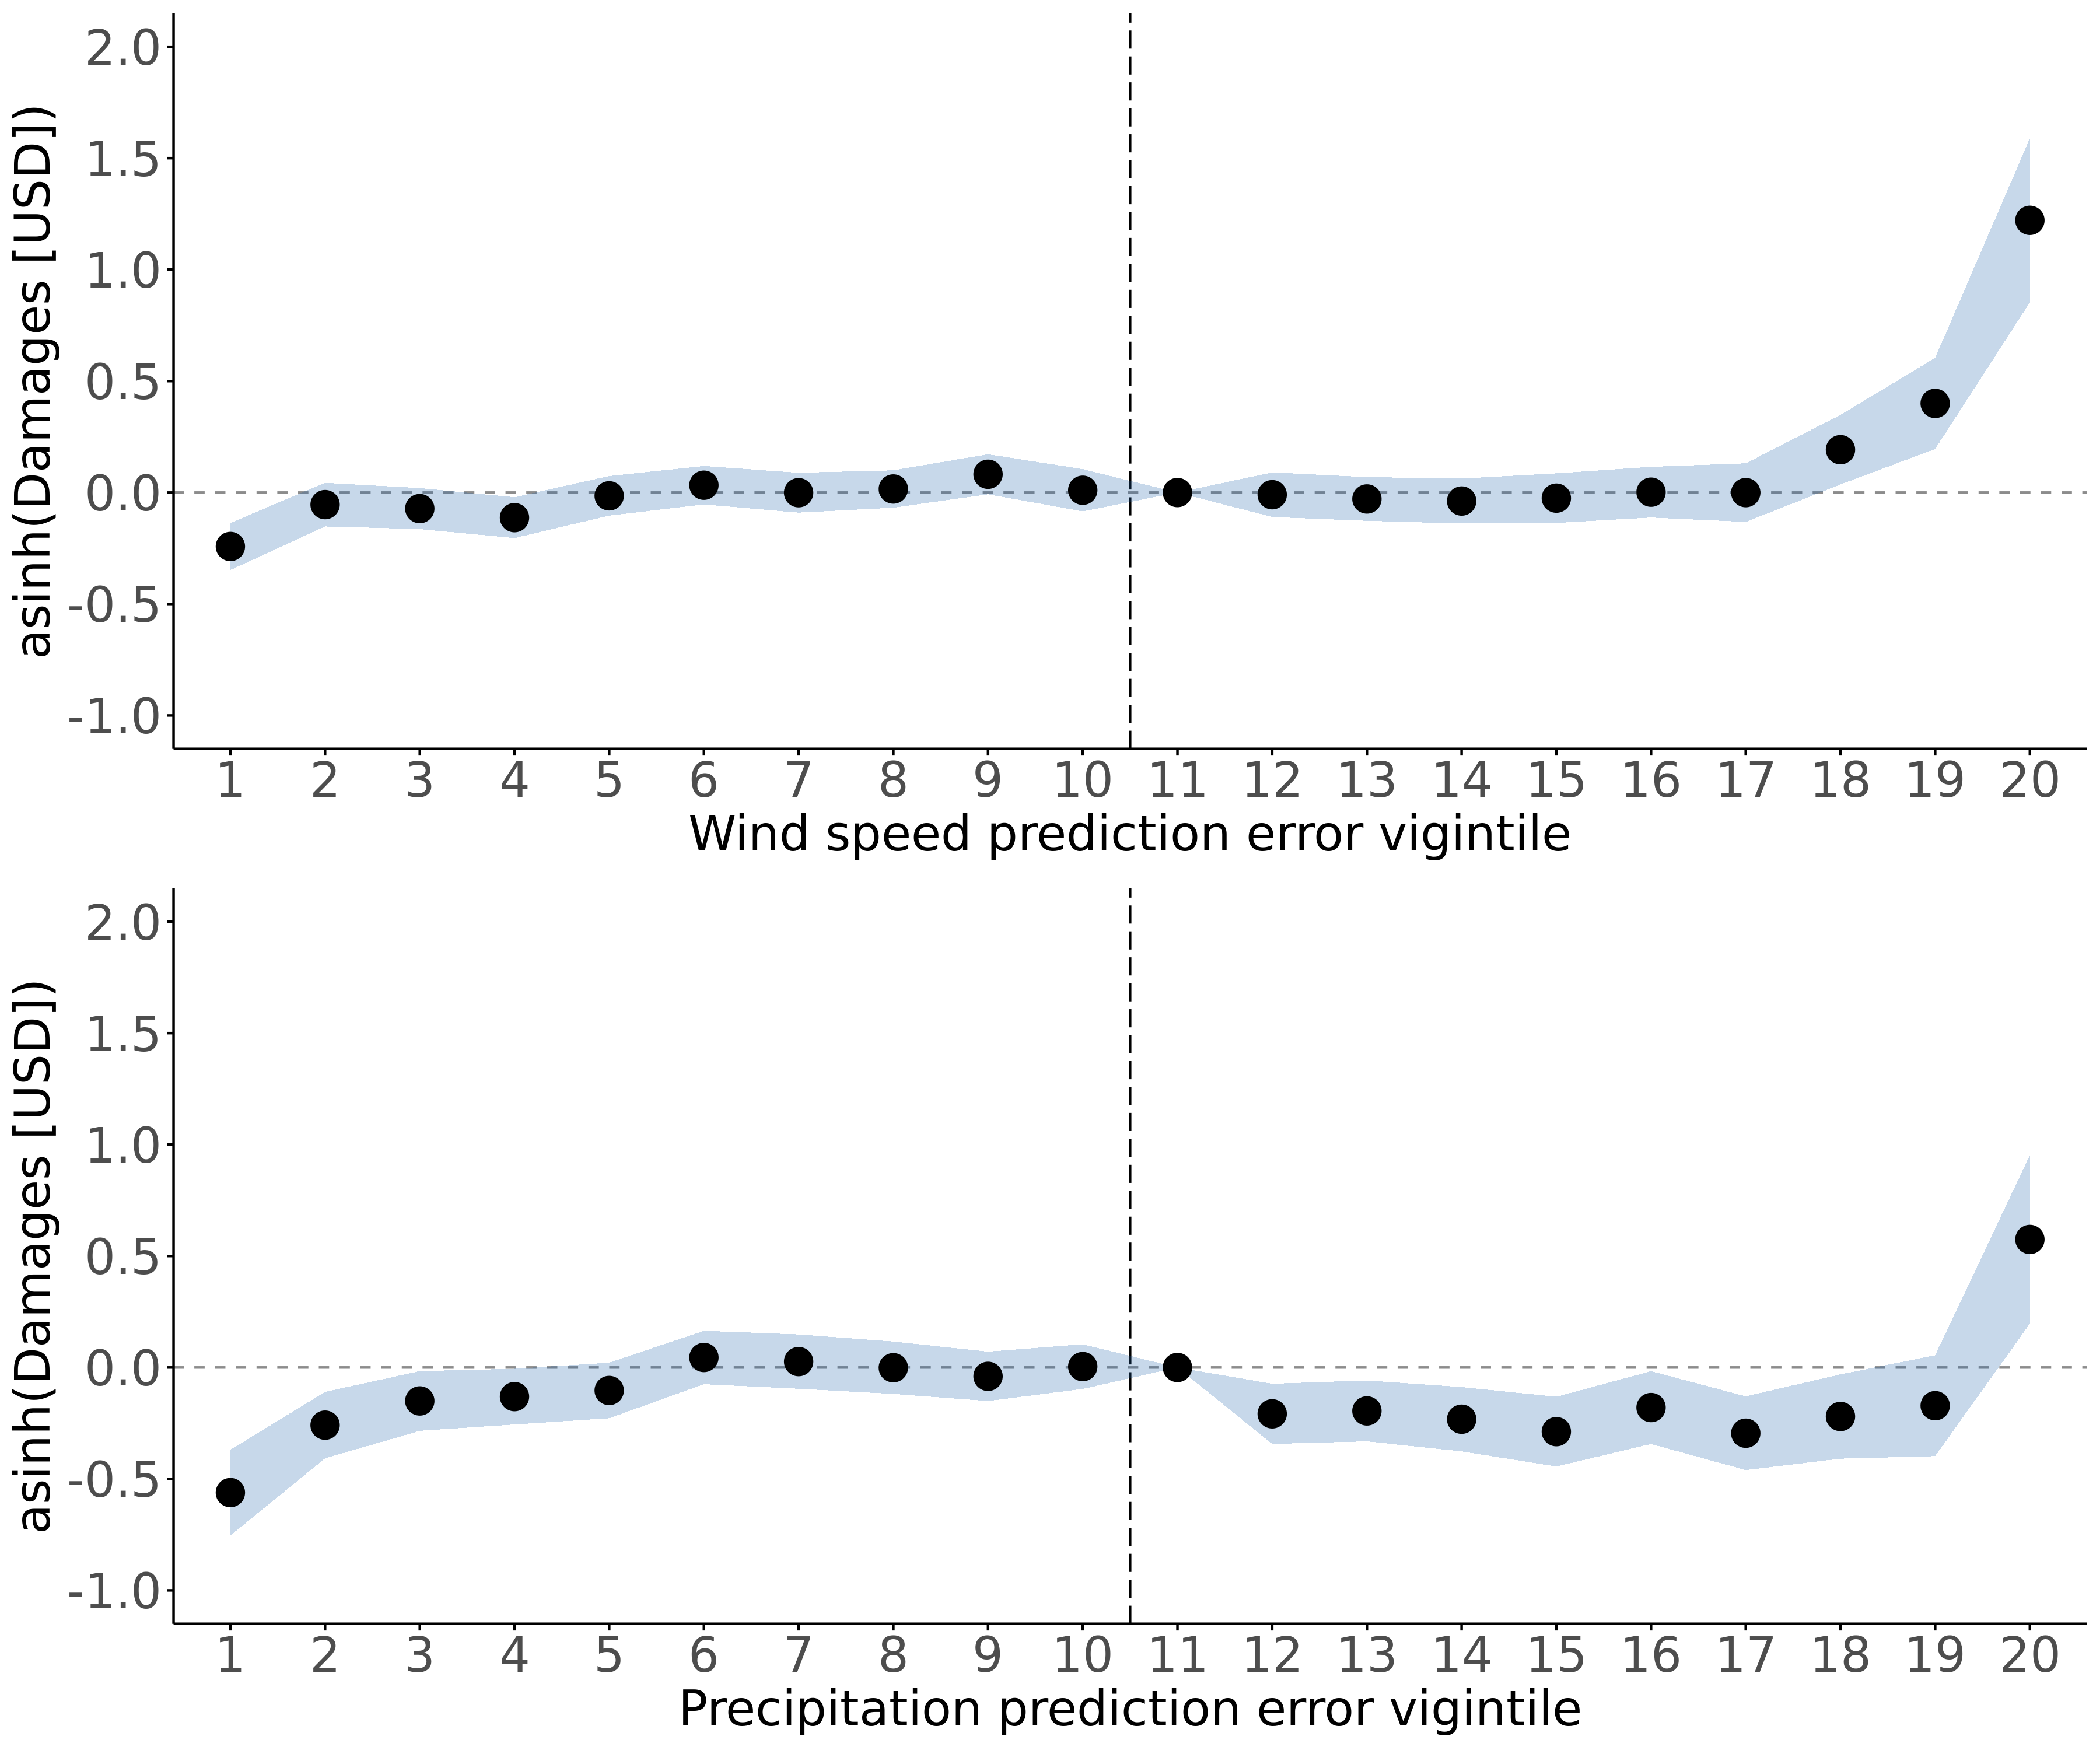 asinh(Damages [USD])
2.0
1.5
1.0
0.5
0.0
-0.5
-1.0
1 2 3 4 5 6 7 8 9 10 11 12 13 14 15 16 17 18 19 20
Wind speed prediction error vigintile
asinh(Damages [USD])
2.0
1.5
1.0
0.5
0.0
-0.5
-1.0
1 2 3 4 5 6 7 8 9 10 11 12 13 14 15 16 17 18 19 20
Precipitation prediction error vigintile